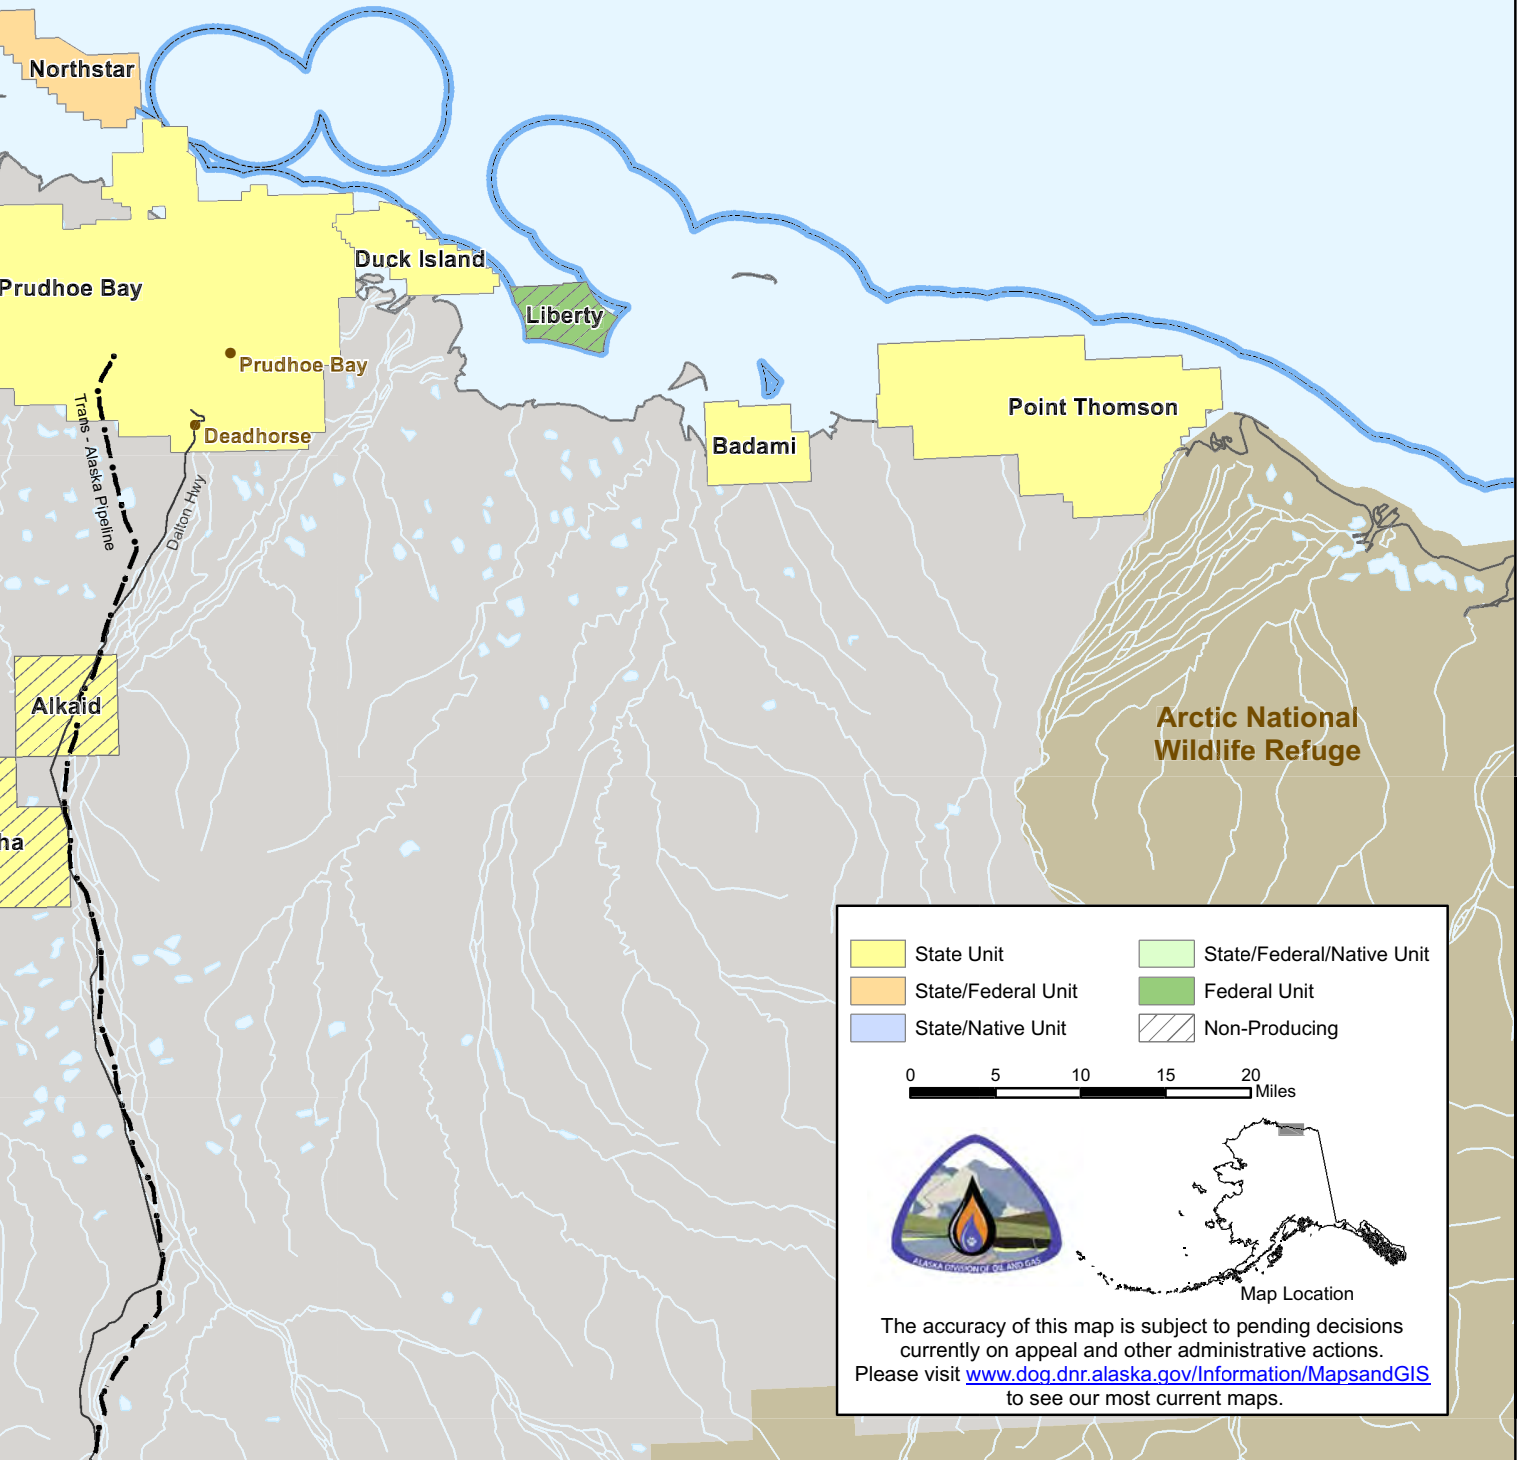 Northstar
Duck Island
Prudhoe Bay
Liberty
Prudhoe Bay
Trans - Alaska Pipeline
Point Thomson
Deadhorse
Badami
Dalton Hwy
Alkaid
Arctic National
Wildlife Refuge
ha
State Unit
State/Federal Unit
State/Native Unit
State/Federal/Native Unit
Federal Unit
Non-Producing
0 5 10 15 20
Miles
ALASKA DIVISION OF OIL AND GAS
Map Location
The accuracy of this map is subject to pending decisions
currently on appeal and other administrative actions.
Please visit www.dog.dnr.alaska.gov/Information/MapsandGIS
to see our most current maps.